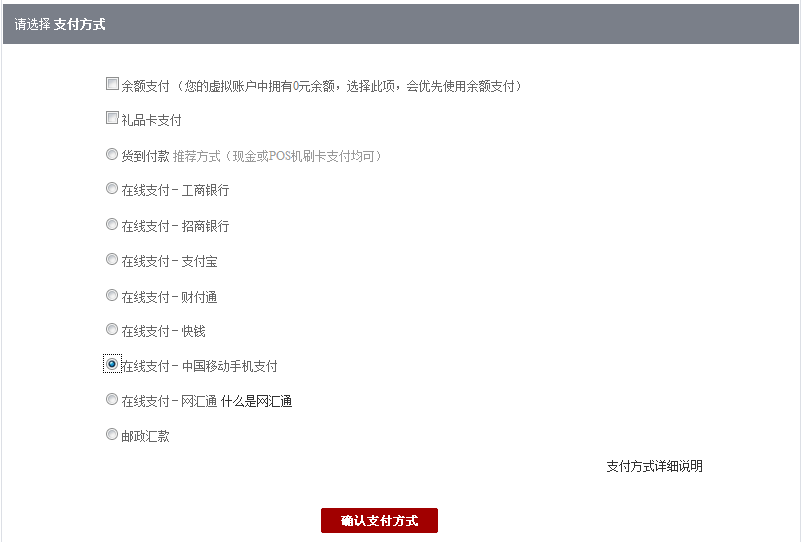 请选择 支付方式
余额支付（您的虚拟账户中拥有0元余额，选择此项，会优先使用余额支付）
礼品卡支付
货到付款 推荐方式（现金或POS机刷卡支付均可）
在线支付 – 工商银行
在线支付 – 招商银行
在线支付 – 支付宝
在线支付 – 财付通
在线支付 – 快钱
在线支付 – 中国移动手机支付
在线支付 – 网汇通 什么是网汇通
邮政汇款
支付方式详细说明
确认支付方式